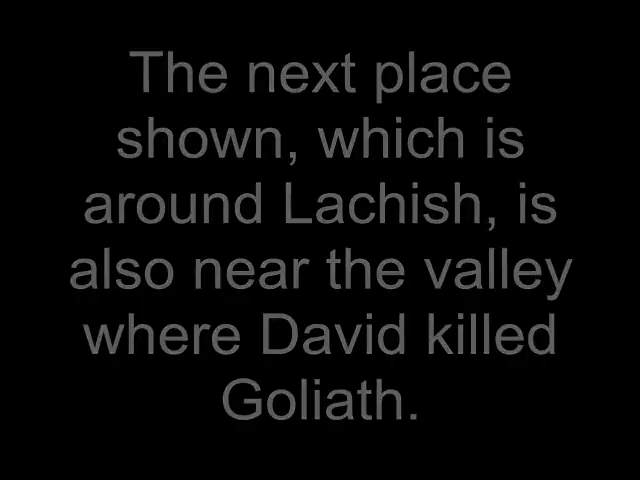 The next place
shown, which is
around Lachish, is
also near the valley
where David killed
Goliath.